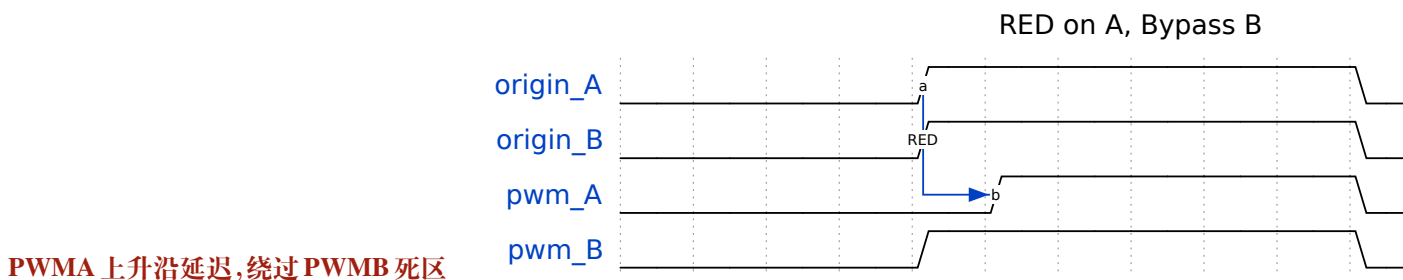 RED on A, Bypass B
origin_A
a
origin_B
RED
pwm_A
b
pwm_B
PWMA 上升沿延迟,绕过 PWMB 死区